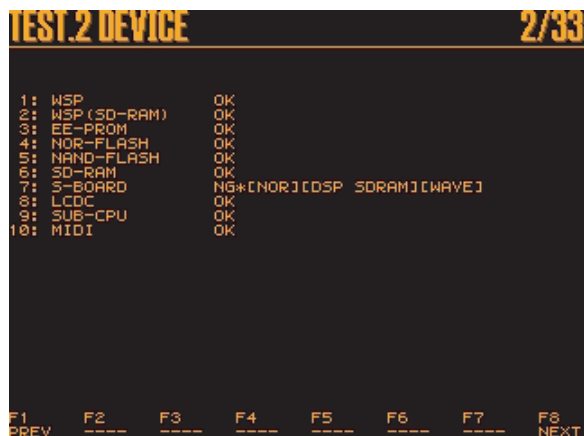 TEST.2 DEVICE 2/33
1: WSP OK
2: WSP(SD-RAM) OK
3: EE-PROM OK
4: NOR-FLASH OK
5: NAND-FLASH OK
6: SD-RAM OK
7: S-BOARD NG*[NOR][DSP SDRAM][WAVE]
8: LCDC OK
9: SUB-CPU OK
10: MIDI OK
F1 F2 F3 F4 F5 F6 F7 F8
PREV ---- ---- ---- ---- ---- ---- NEXT